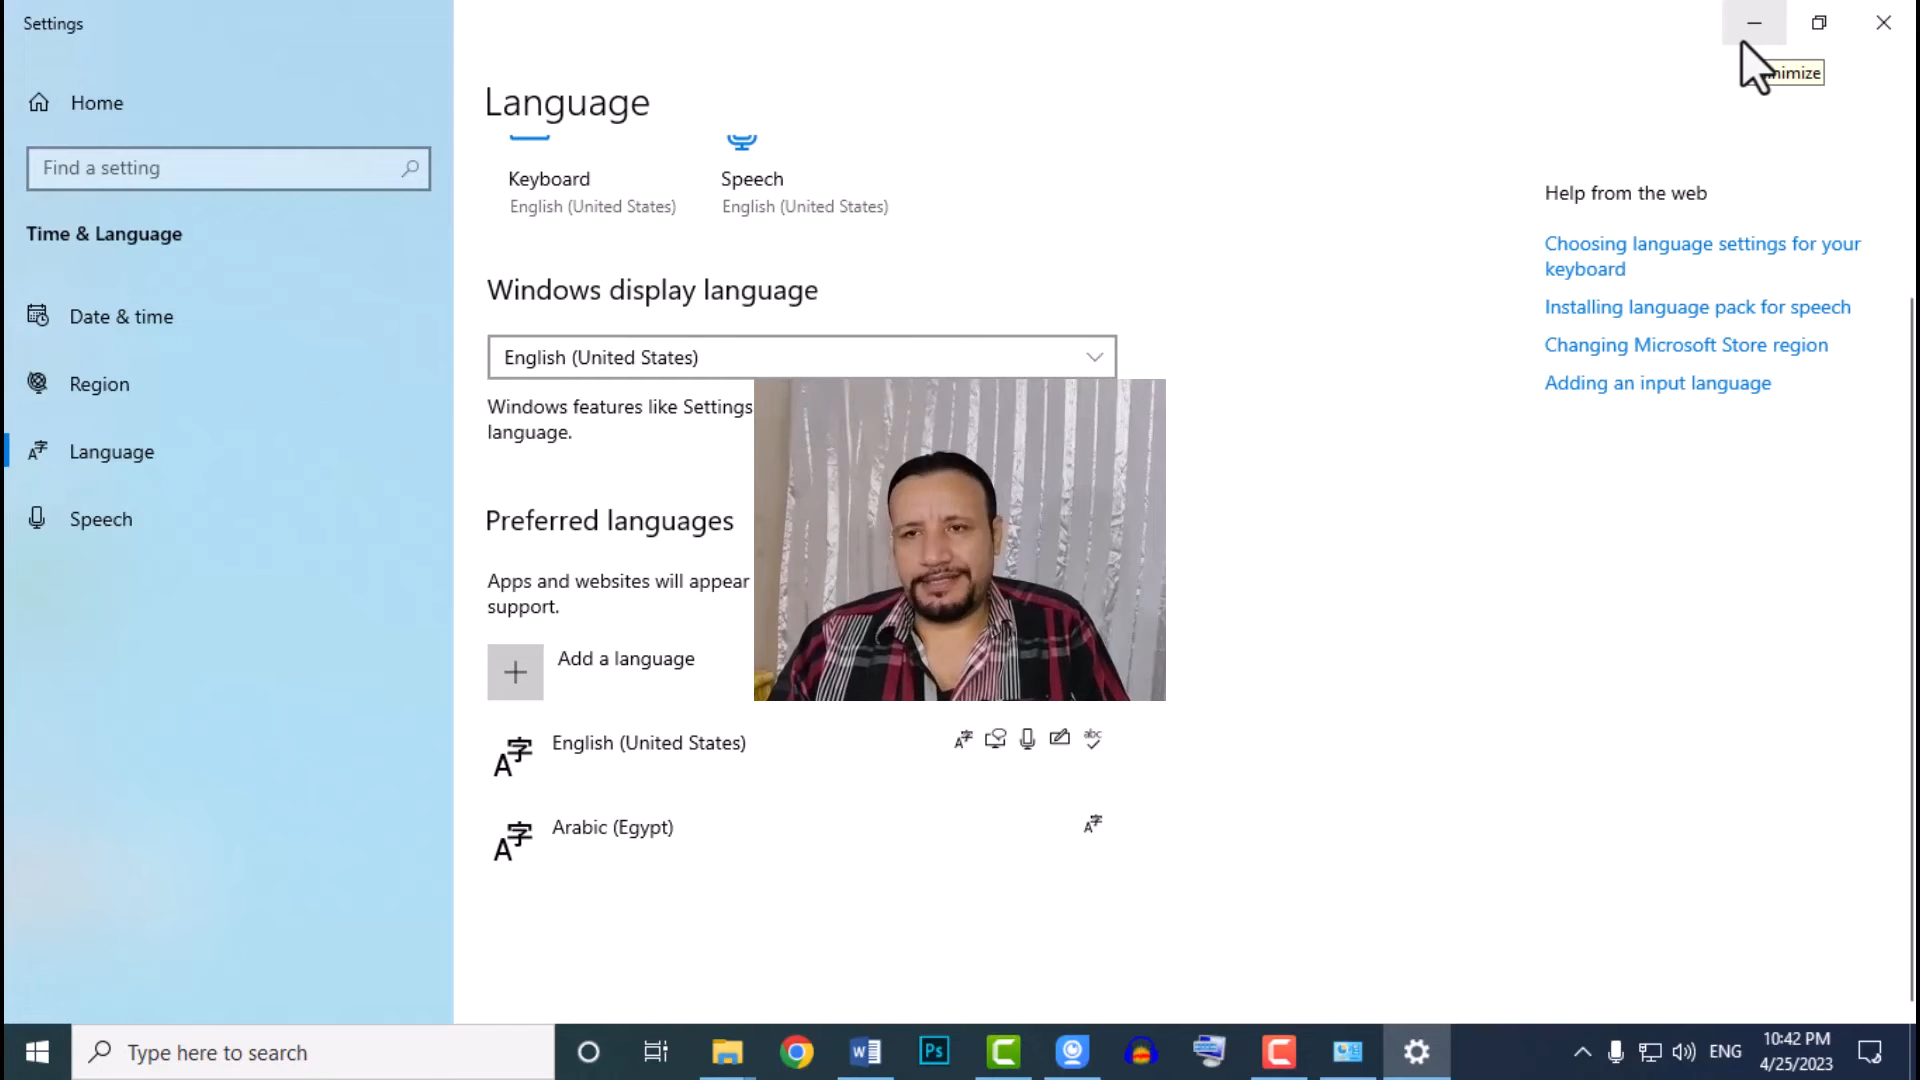 Settings
Home
Find a setting
Time & Language
Date & time
Region
Language
Speech
Language
Keyboard
English (United States)
Speech
English (United States)
Windows display language
English (United States)
Windows features like Settings
language.
Preferred languages
Apps and websites will appear
support.
Add a language
English (United States)
Arabic (Egypt)
Help from the web
Choosing language settings for your
keyboard
Installing language pack for speech
Changing Microsoft Store region
Adding an input language
Type here to search
Ps
ENG
10:42 PM
4/25/2023